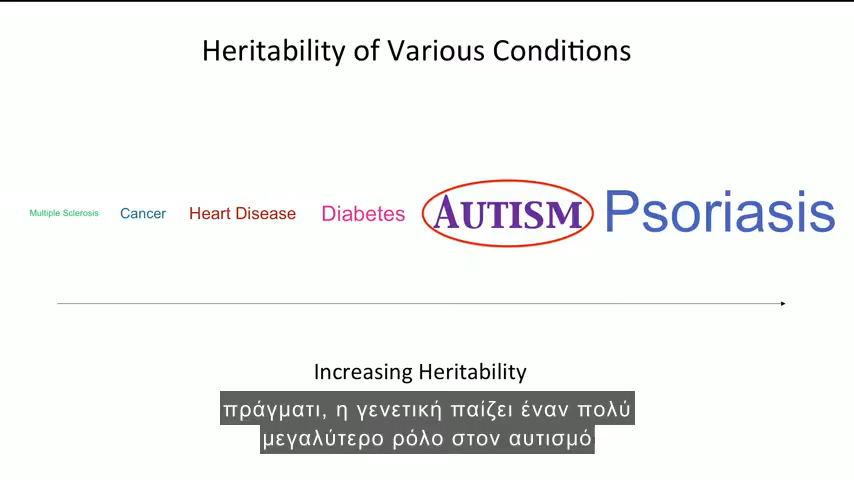 Heritability of Various Conditions
Multiple Sclerosis Cancer Heart Disease Diabetes AUTISM Psoriasis
Increasing Heritability
πράγματι, η γενετική παίζει έναν πολύ
μεγαλύτερο ρόλο στον αυτισμό